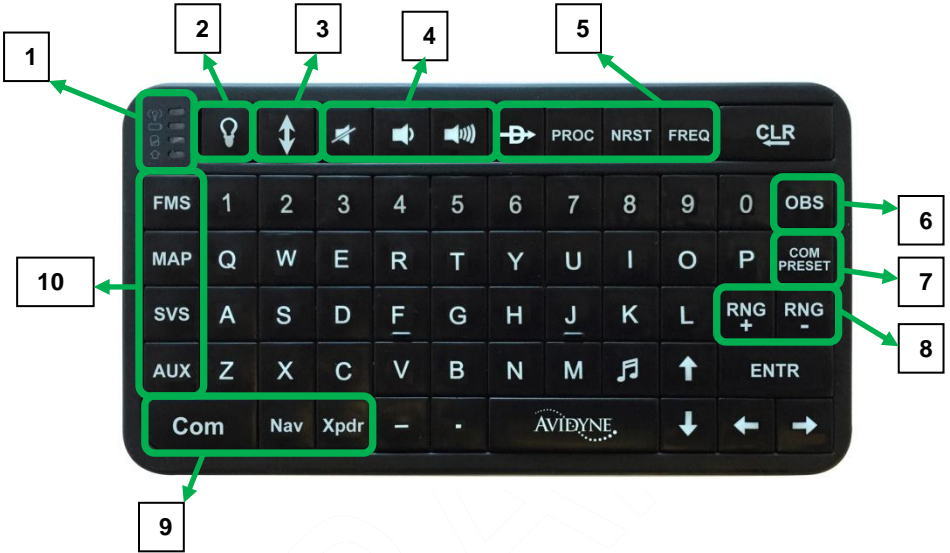 1 2 3 4 5
D PROC NRST FREQ CLR
FMS 1 2 3 4 5 6 7 8 9 0 OBS
6
MAP Q W E R T Y U I O P COM PRESET
10 7
SVS A S D F G H J K L RNG + RNG -
8
AUX Z X C V B N M ENTR
Com Nav Xpdr - . AVIDYNE
9